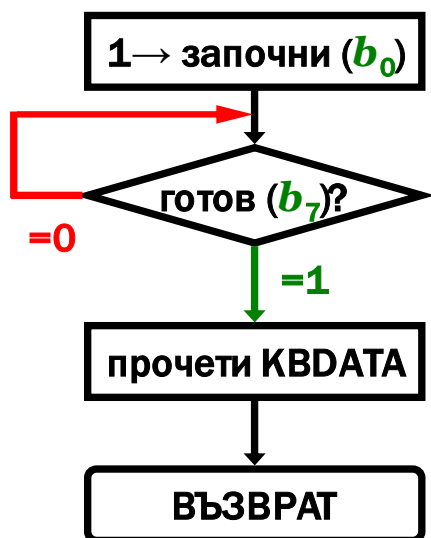 1→ започни (b₀)
готов (b₇)?
=0
=1
прочети KBDATA
ВЪЗВРАТ